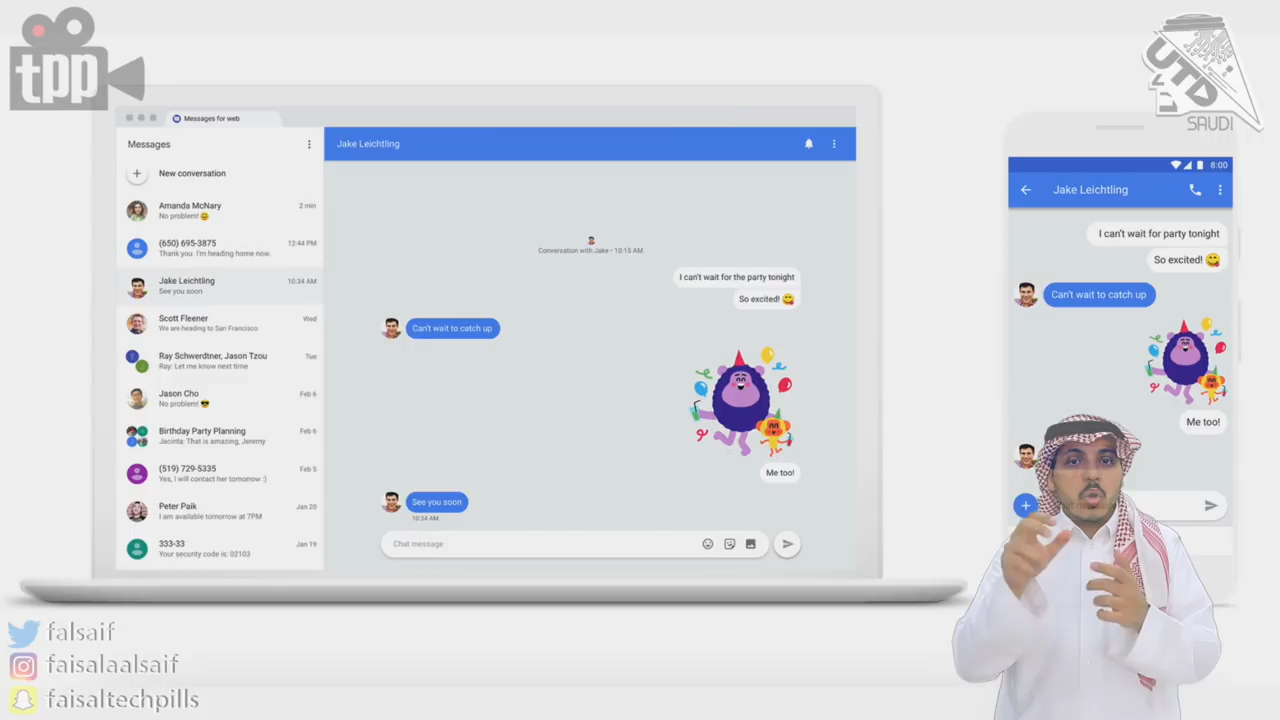 tpp
UTD
SAUDI
Messages for web
Messages
New conversation
Amanda McNary
2 min
No problem! 😊
(650) 695-3875
12:44 PM
Thank you I'm heading home now.
Jake Leichtling
10:34 AM
See you soon
Scott Fleener
Wed
We are heading to San Francisco
Ray Schwerdtner, Jason Tzou
Tue
Ray: Let me know next time
Jason Cho
Feb 6
No problem! 😎
Birthday Party Planning
Feb 6
Jacinta: That is amazing, Jeremy
(519) 729-5335
Feb 5
Yes, I will contact her tomorrow :)
Peter Paik
Jan 20
I am available tomorrow at 7PM
333-33
Jan 19
Your security code is: 02103
Jake Leichtling
Conversation with Jake • 10:15 AM
I can't wait for the party tonight
So excited! 😋
Can't wait to catch up
Me too!
See you soon
10:34 AM
Chat message
8:00
Jake Leichtling
I can't wait for party tonight
So excited! 😋
Can't wait to catch up
Me too!
falsaif
faisalaalsaif
faisaltechpills